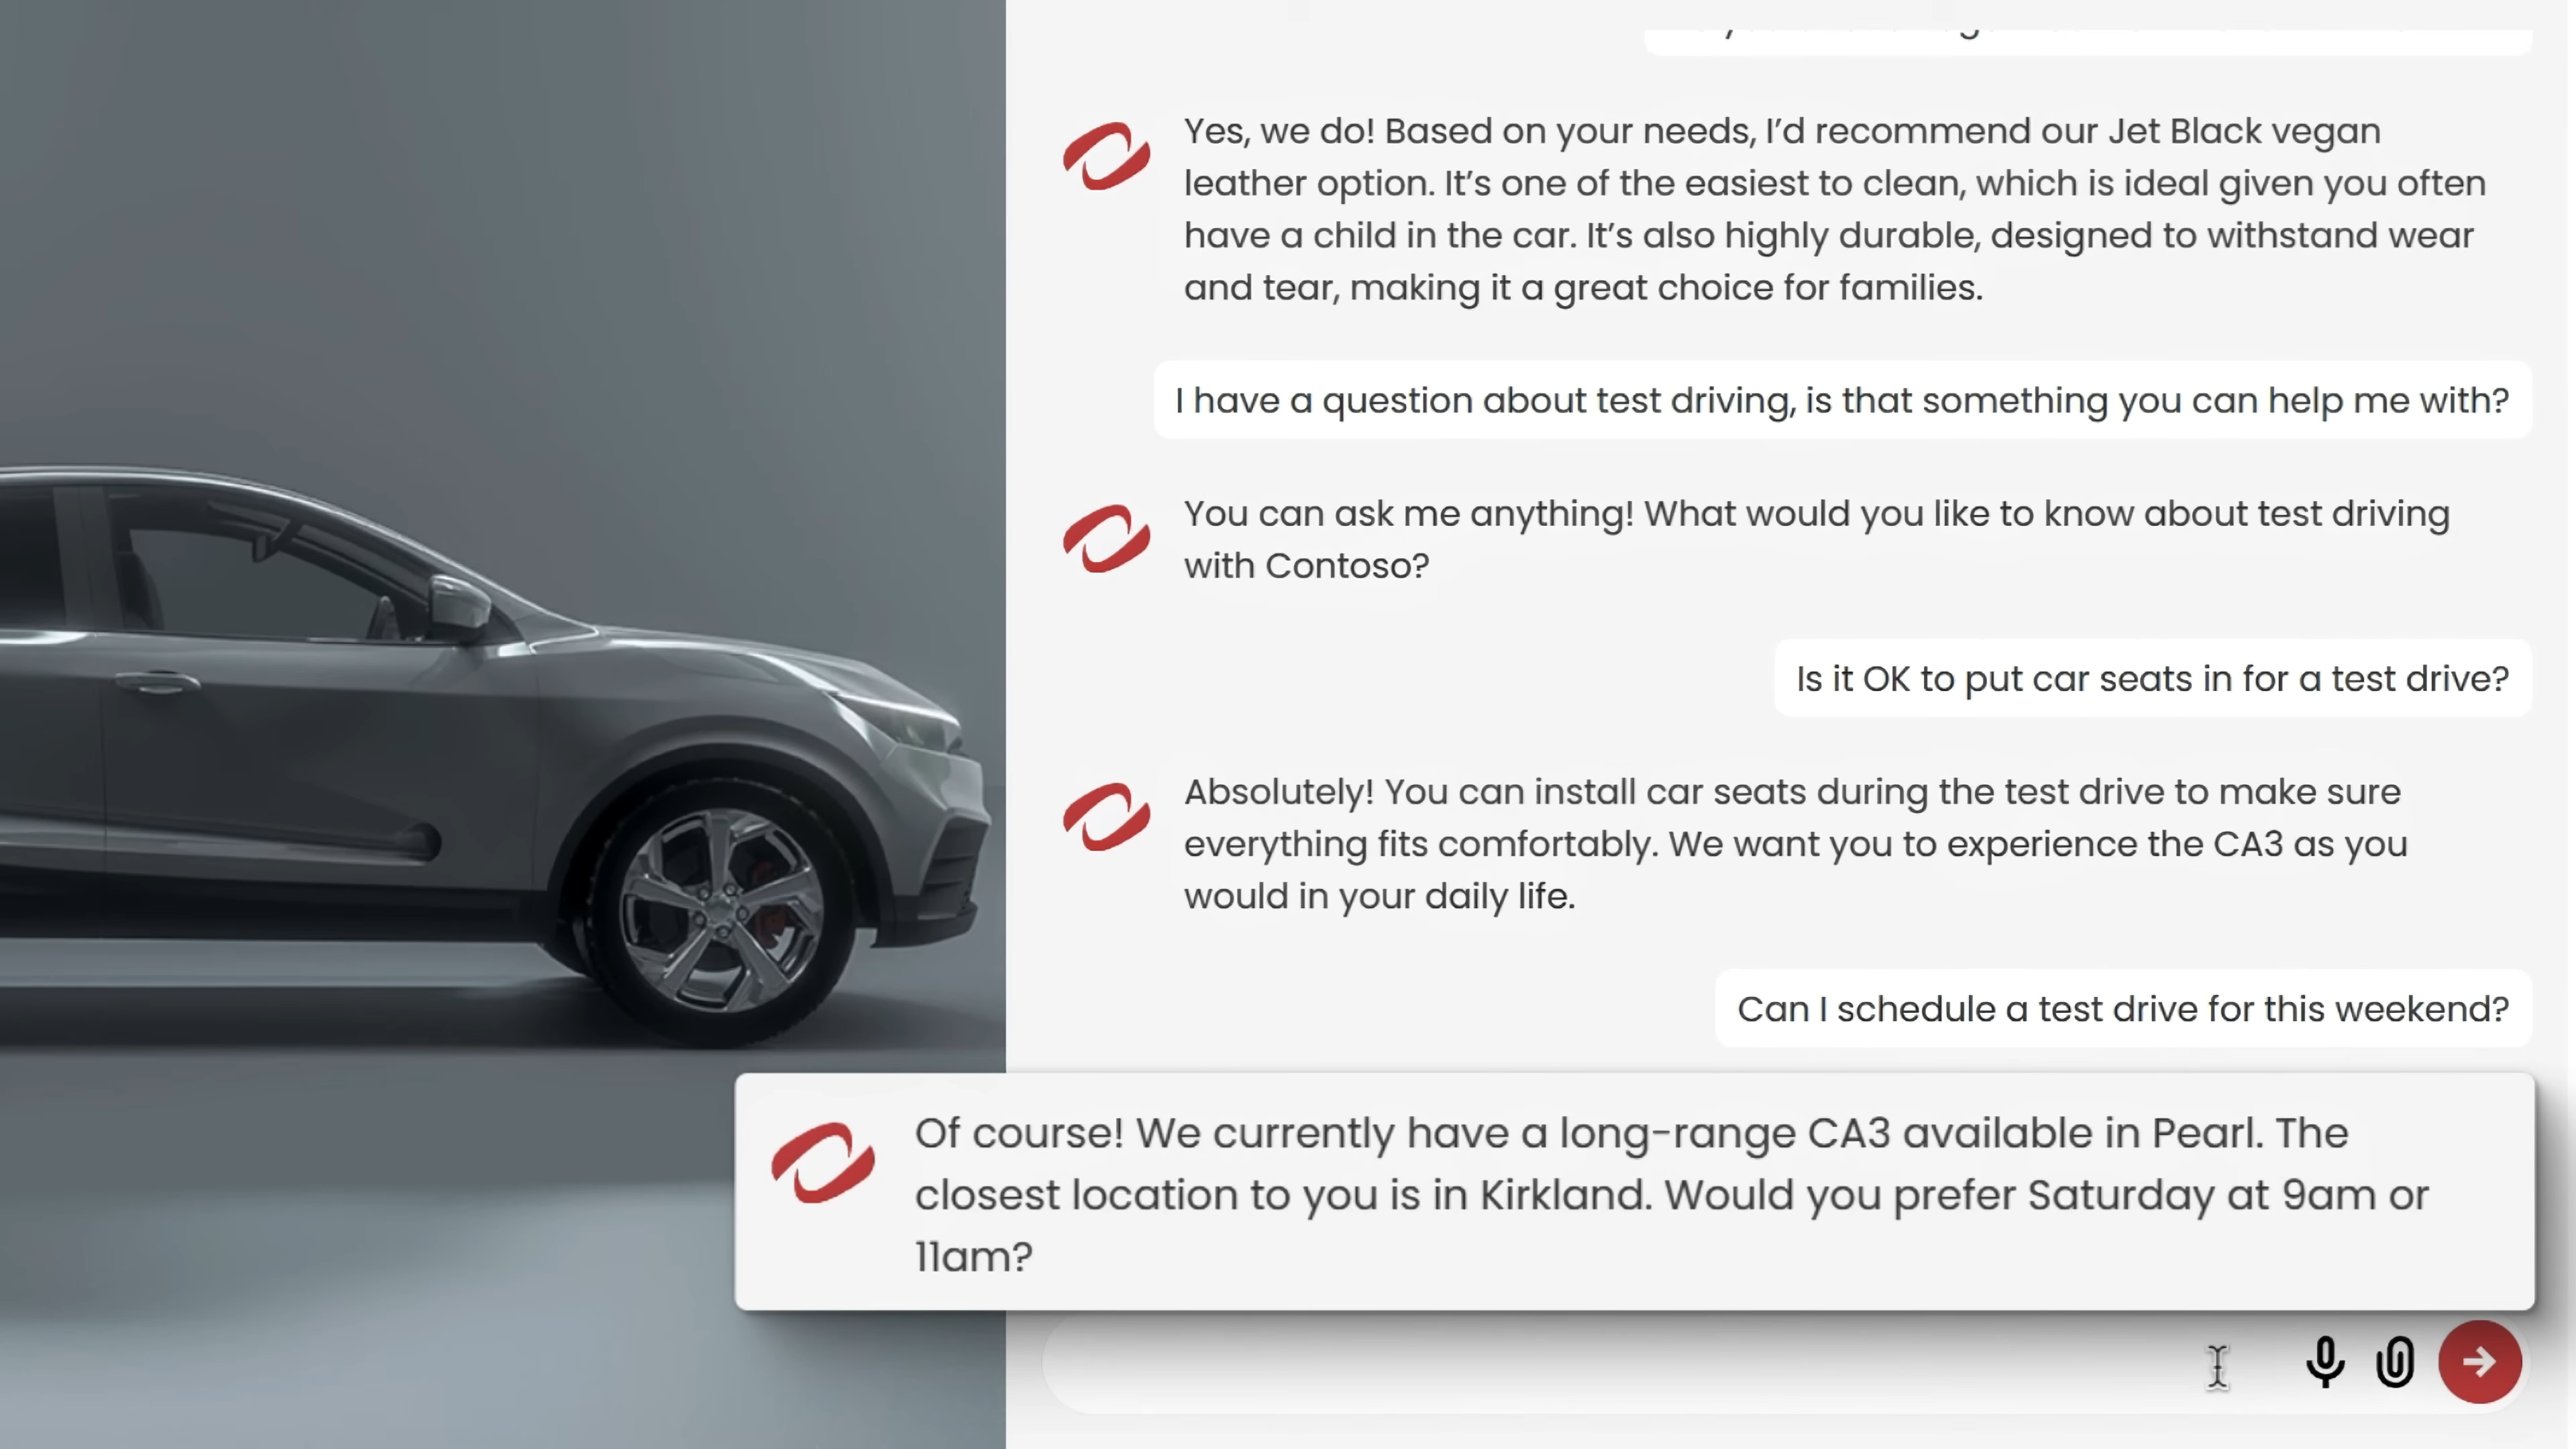 Yes, we do! Based on your needs, I’d recommend our Jet Black vegan
leather option. It’s one of the easiest to clean, which is ideal given you often
have a child in the car. It’s also highly durable, designed to withstand wear
and tear, making it a great choice for families.
I have a question about test driving, is that something you can help me with?
You can ask me anything! What would you like to know about test driving
with Contoso?
Is it OK to put car seats in for a test drive?
Absolutely! You can install car seats during the test drive to make sure
everything fits comfortably. We want you to experience the CA3 as you
would in your daily life.
Can I schedule a test drive for this weekend?
Of course! We currently have a long-range CA3 available in Pearl. The
closest location to you is in Kirkland. Would you prefer Saturday at 9am or
11am?